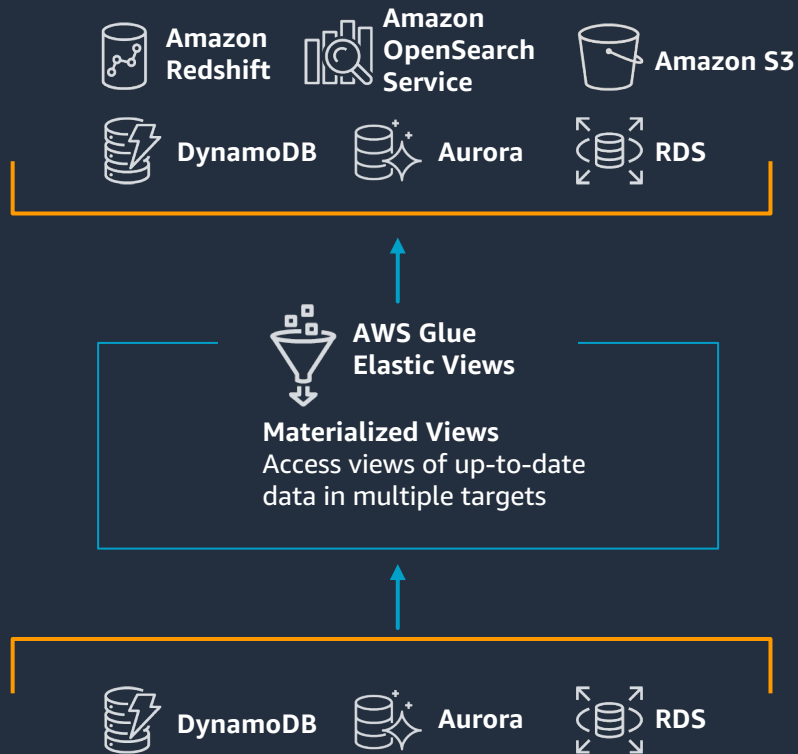 Amazon
Redshift
Amazon
OpenSearch
Service
Amazon S3
DynamoDB
Aurora
RDS
AWS Glue
Elastic Views
Materialized Views
Access views of up-to-date
data in multiple targets
DynamoDB
Aurora
RDS